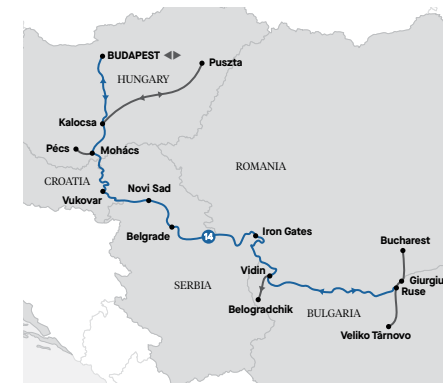 BUDAPEST
Puszta
HUNGARY
Kalocsa
Pécs
Mohács
ROMANIA
CROATIA
Novi Sad
Vukovar
Belgrade
14
Iron Gates
Bucharest
Vidin
Giurgiu
Ruse
SERBIA
Belogradchik
BULGARIA
Veliko Tárnovo